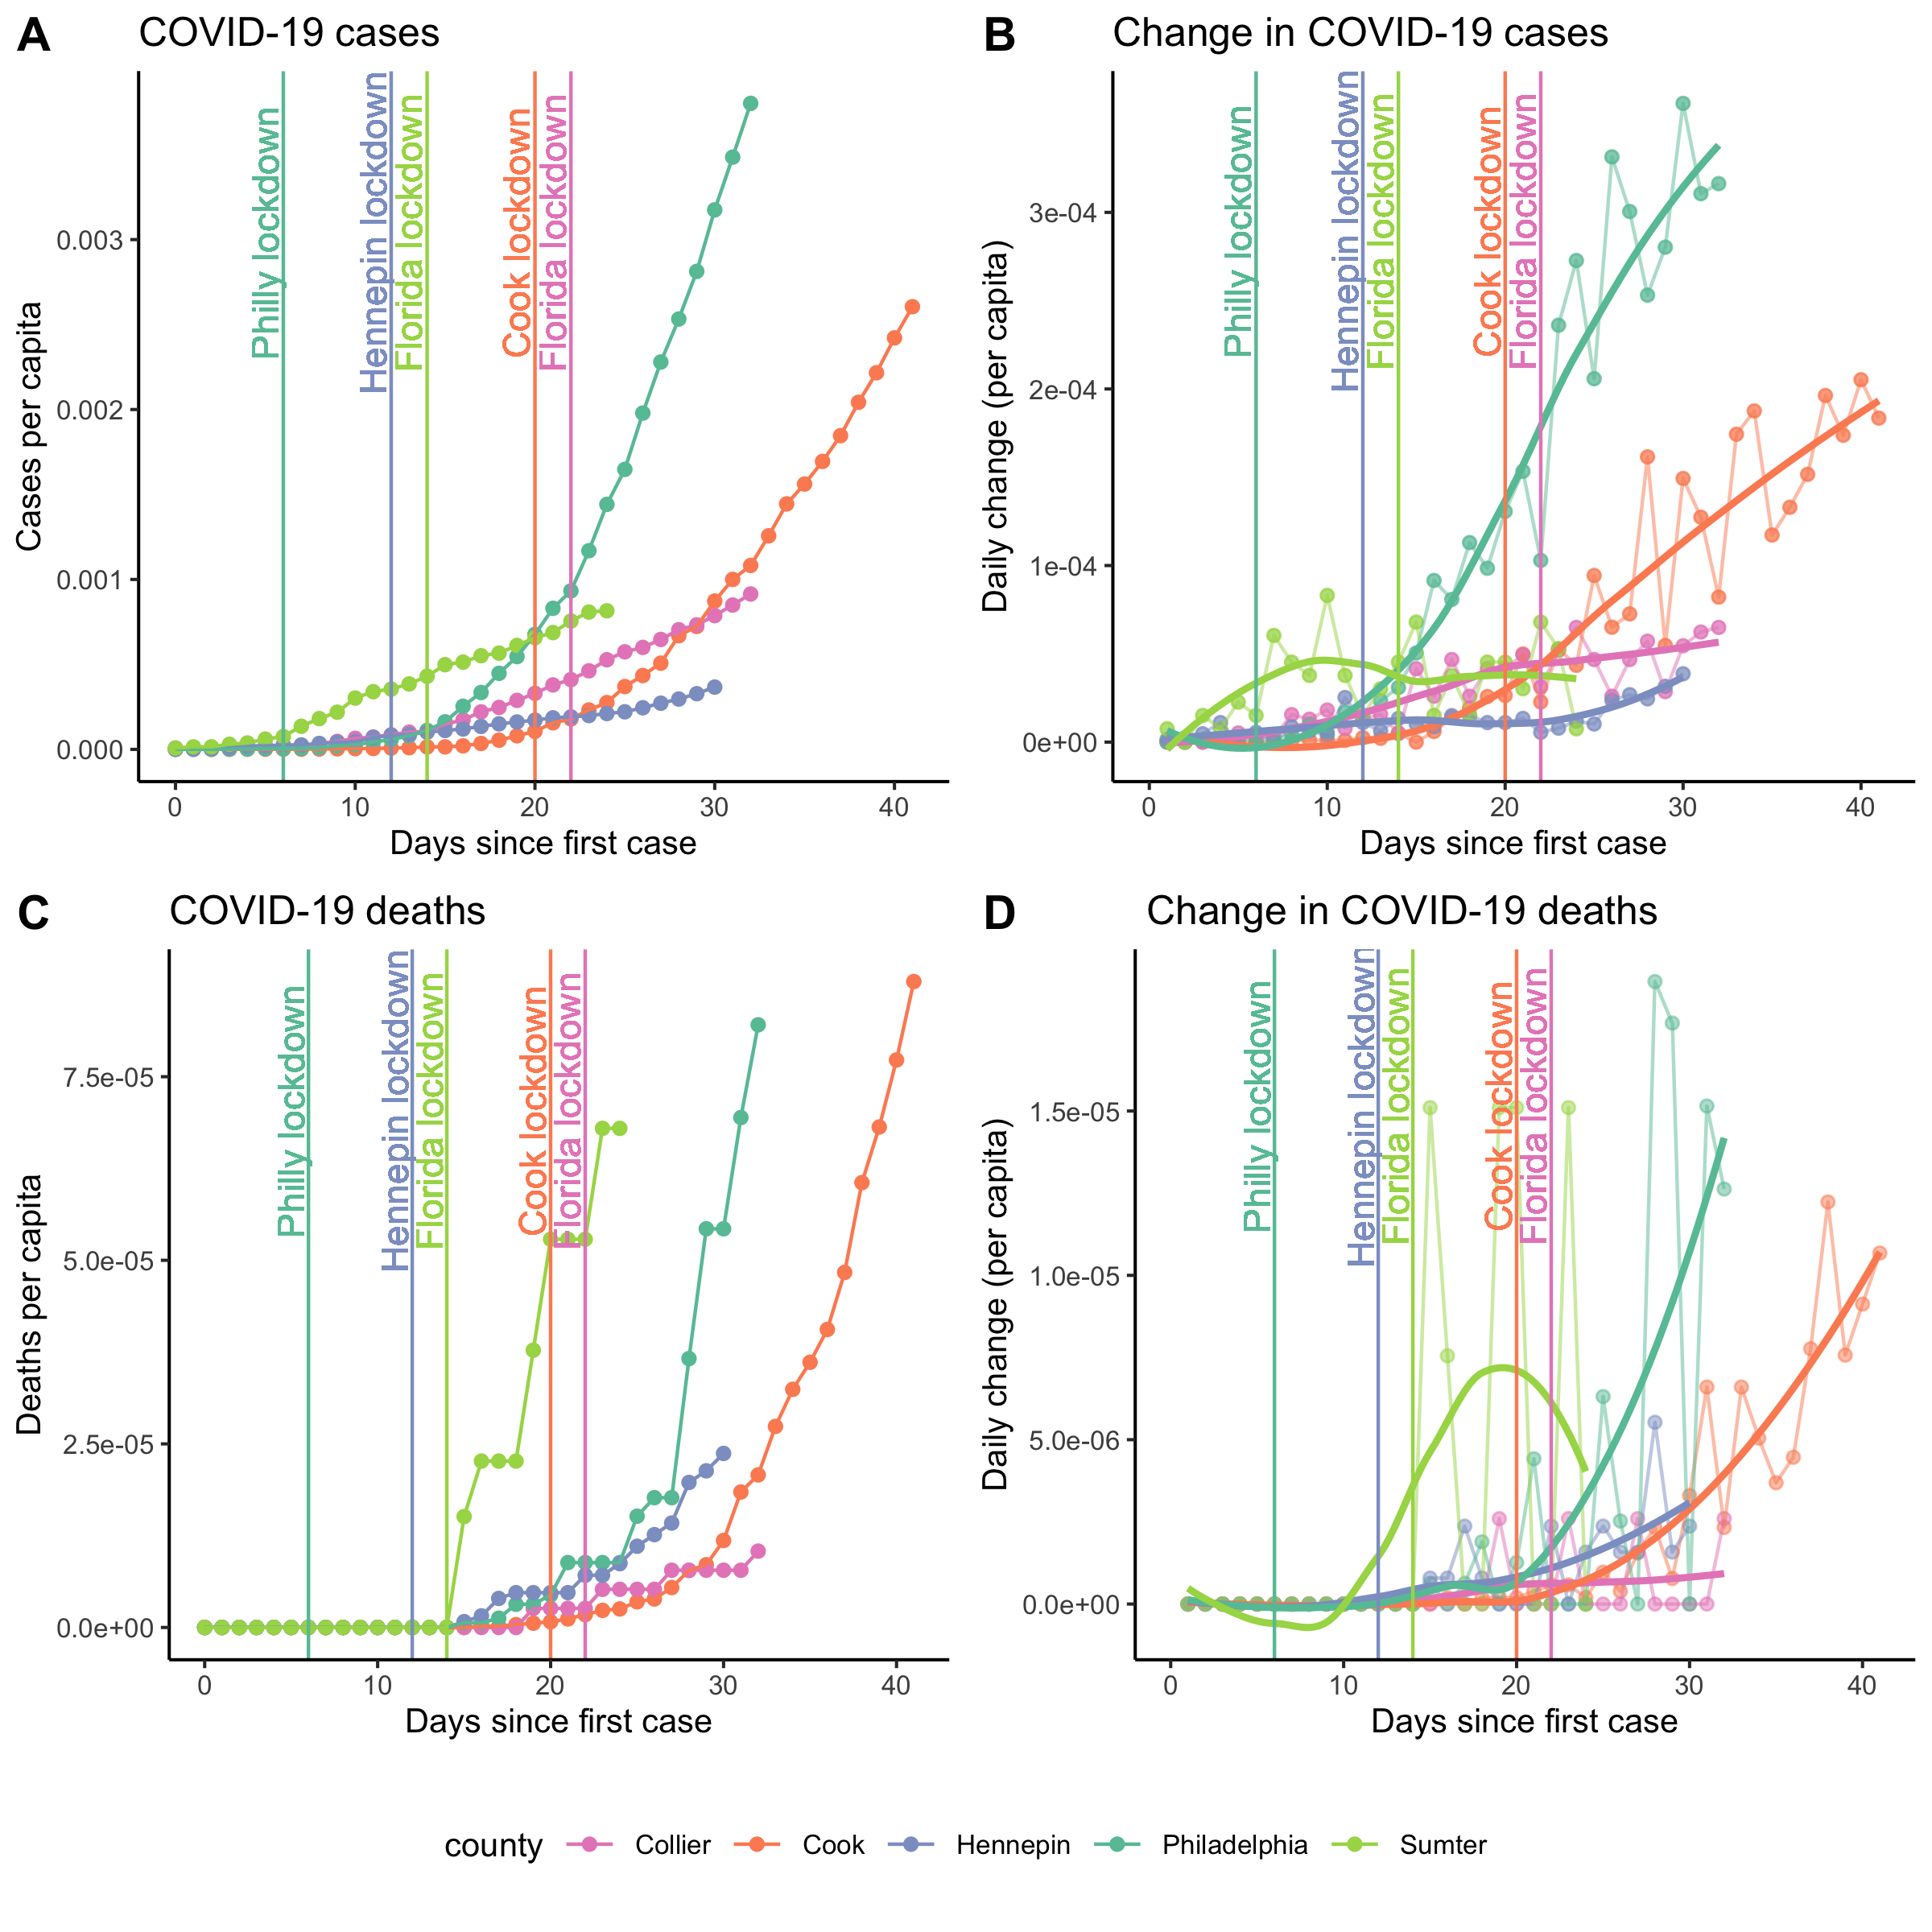 A
COVID-19 cases
Cases per capita
0.003
0.002
0.001
0.000
Philly lockdown
Hennepin lockdown
Florida lockdown
Cook lockdown
Florida lockdown
0 10 20 30 40
Days since first case
B
Change in COVID-19 cases
Daily change (per capita)
3e-04
2e-04
1e-04
0e+00
Philly lockdown
Hennepin lockdown
Florida lockdown
Cook lockdown
Florida lockdown
0 10 20 30 40
Days since first case
C
COVID-19 deaths
Deaths per capita
7.5e-05
5.0e-05
2.5e-05
0.0e+00
Philly lockdown
Hennepin lockdown
Florida lockdown
Cook lockdown
Florida lockdown
0 10 20 30 40
Days since first case
D
Change in COVID-19 deaths
Daily change (per capita)
1.5e-05
1.0e-05
5.0e-06
0.0e+00
Philly lockdown
Hennepin lockdown
Florida lockdown
Cook lockdown
Florida lockdown
0 10 20 30 40
Days since first case
county Collier Cook Hennepin Philadelphia Sumter